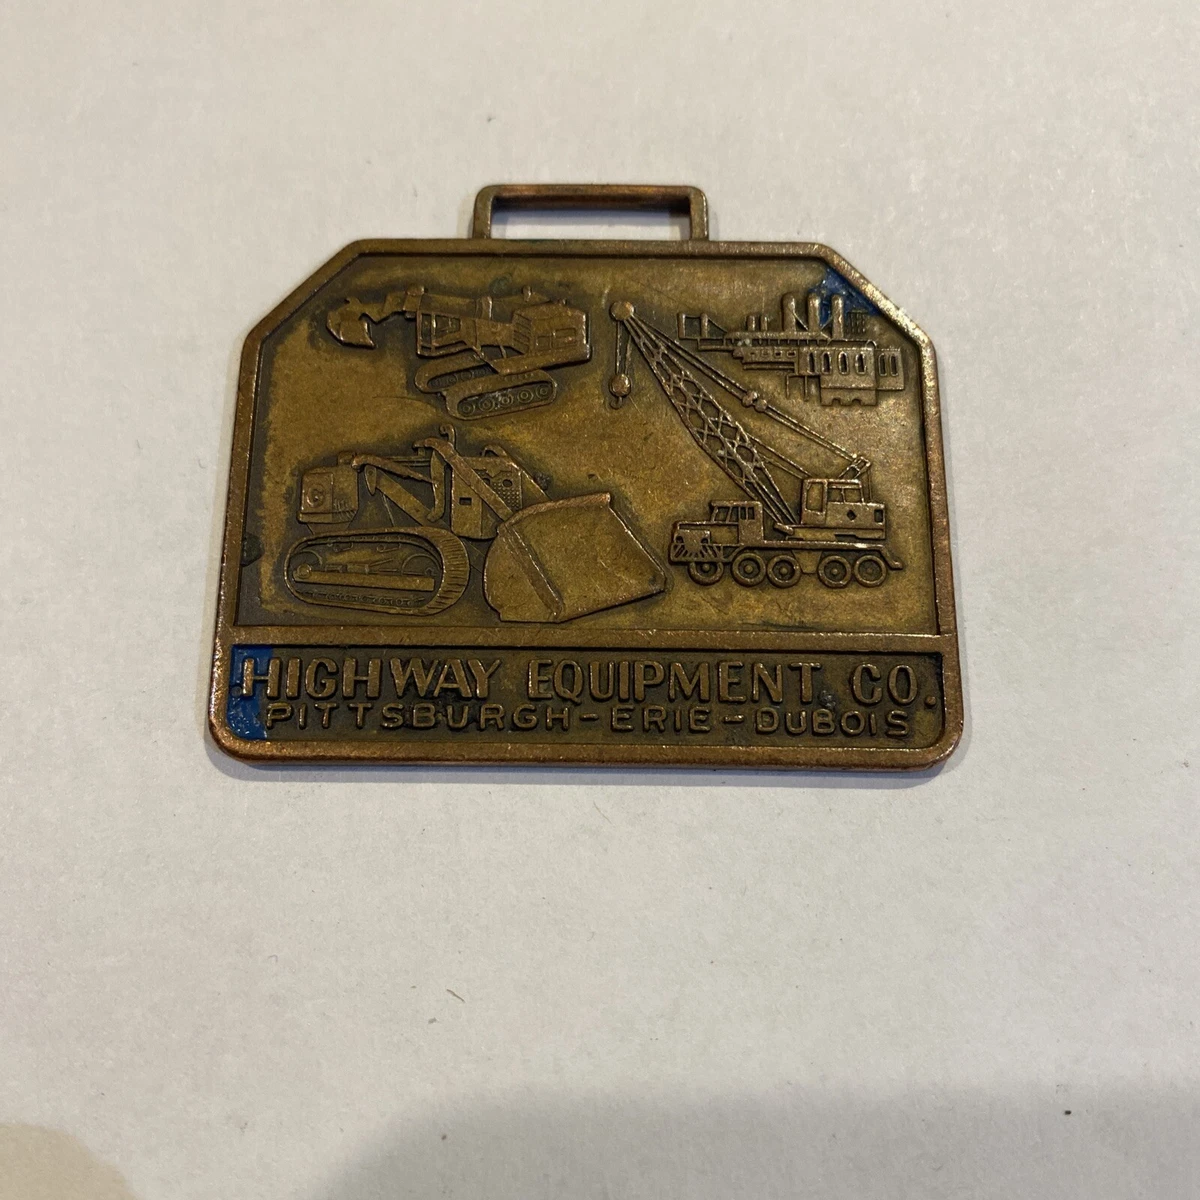 HIGHWAY EQUIPMENT CO.
PITTSBURGH-ERIE-DUBOIS